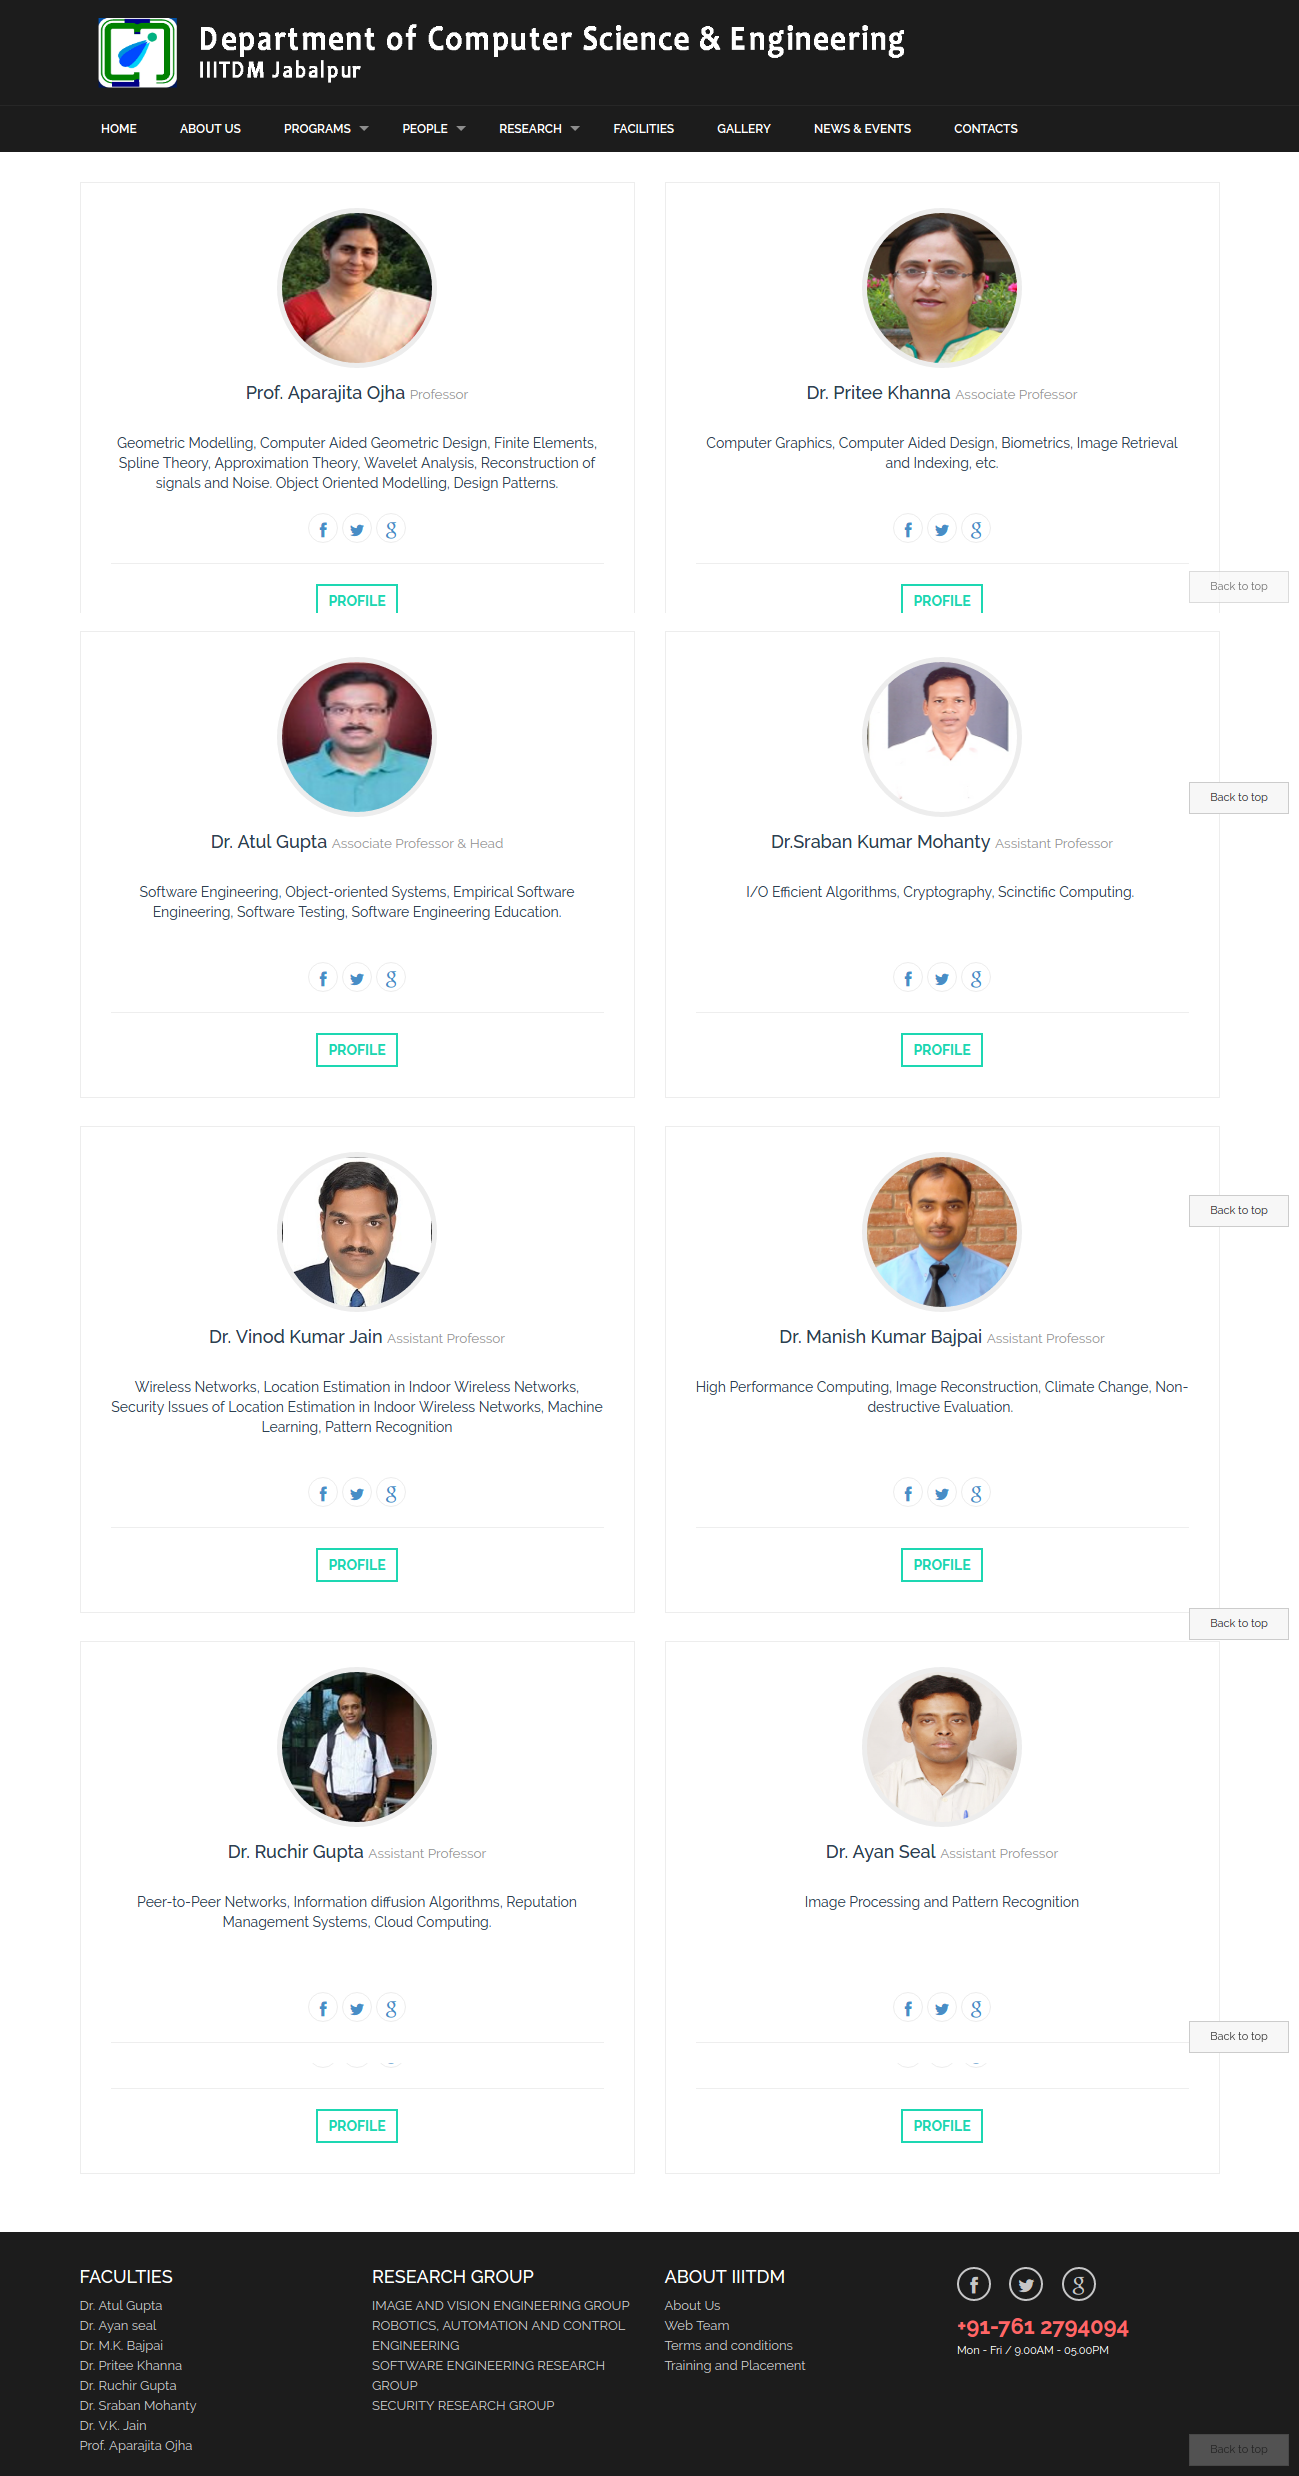 Department of Computer Science & Engineering
IIITDM Jabalpur
HOME ABOUT US PROGRAMS PEOPLE RESEARCH FACILITIES GALLERY NEWS & EVENTS CONTACTS
Prof. Aparajita Ojha Professor
Geometric Modelling, Computer Aided Geometric Design, Finite Elements,
Spline Theory, Approximation Theory, Wavelet Analysis, Reconstruction of
signals and Noise. Object Oriented Modelling, Design Patterns.
PROFILE
Dr. Pritee Khanna Associate Professor
Computer Graphics, Computer Aided Design, Biometrics, Image Retrieval
and Indexing, etc.
PROFILE
Back to top
Dr. Atul Gupta Associate Professor & Head
Software Engineering, Object-oriented Systems, Empirical Software
Engineering, Software Testing, Software Engineering Education.
PROFILE
Dr.Sraban Kumar Mohanty Assistant Professor
I/O Efficient Algorithms, Cryptography, Scinctific Computing.
PROFILE
Back to top
Dr. Vinod Kumar Jain Assistant Professor
Wireless Networks, Location Estimation in Indoor Wireless Networks,
Security Issues of Location Estimation in Indoor Wireless Networks, Machine
Learning, Pattern Recognition
PROFILE
Dr. Manish Kumar Bajpai Assistant Professor
High Performance Computing, Image Reconstruction, Climate Change, Non-
destructive Evaluation.
PROFILE
Back to top
Back to top
Dr. Ruchir Gupta Assistant Professor
Peer-to-Peer Networks, Information diffusion Algorithms, Reputation
Management Systems, Cloud Computing.
PROFILE
Dr. Ayan Seal Assistant Professor
Image Processing and Pattern Recognition
PROFILE
Back to top
FACULTIES
Dr. Atul Gupta
Dr. Ayan seal
Dr. M.K. Bajpai
Dr. Pritee Khanna
Dr. Ruchir Gupta
Dr. Sraban Mohanty
Dr. V.K. Jain
Prof. Aparajita Ojha
RESEARCH GROUP
IMAGE AND VISION ENGINEERING GROUP
ROBOTICS, AUTOMATION AND CONTROL
ENGINEERING
SOFTWARE ENGINEERING RESEARCH
GROUP
SECURITY RESEARCH GROUP
ABOUT IIITDM
About Us
Web Team
Terms and conditions
Training and Placement
+91-761 2794094
Mon - Fri / 9.00AM - 05.00PM
Back to top